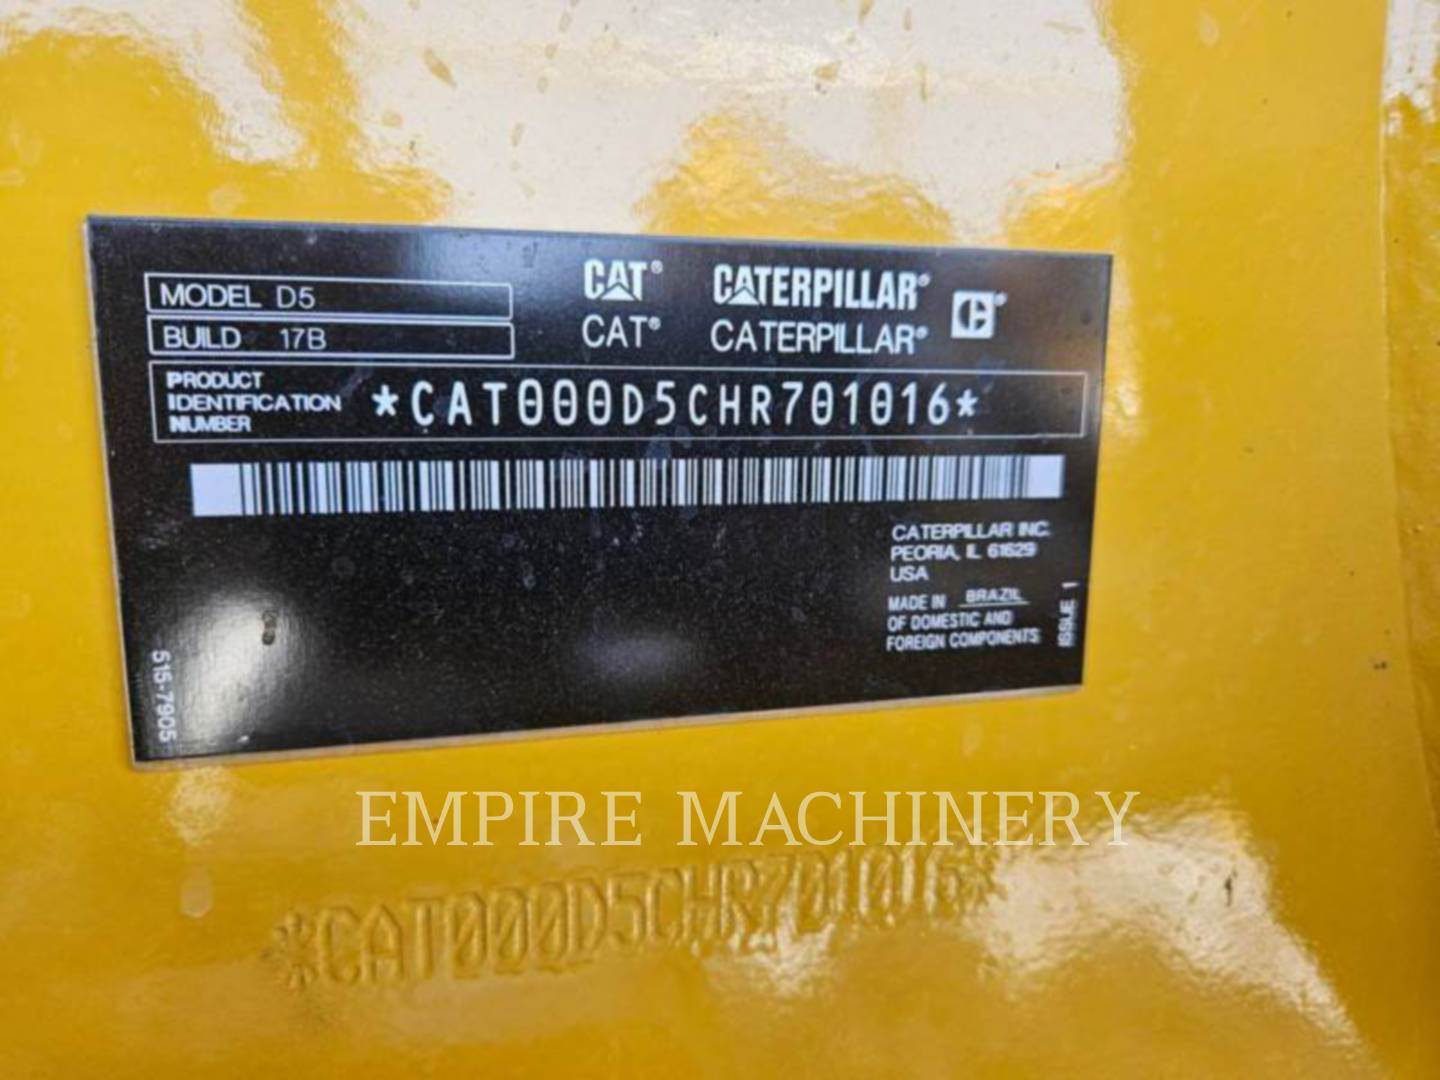 MODEL D5
BUILD 17B
CAT® CATERPILLAR® C®
CAT® CATERPILLAR®
PRODUCT
IDENTIFICATION
NUMBER
*CAT000D5CHR701016*
CATERPILLAR INC.
PEORIA, IL 61629
USA
MADE IN BRAZIL
OF DOMESTIC AND
FOREIGN COMPONENTS
ISSUE 1
515-7905
EMPIRE MACHINERY
*CAT000D5CHR701016*